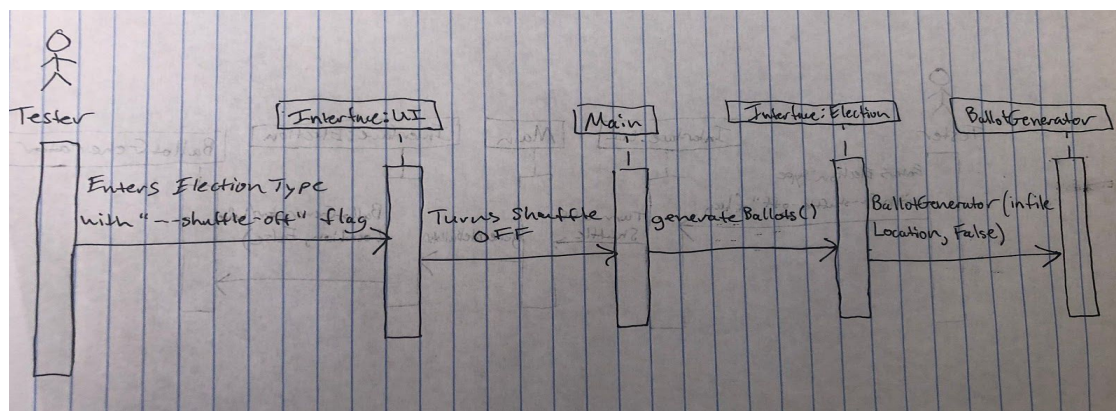 Tester
Interface:UI
Main
Interface:Election
BallotGenerator
Enters Election Type
with "--shuffle-off" flag
Turns Shuffle
OFF
generateBallots()
BallotGenerator(infile
Location, False)